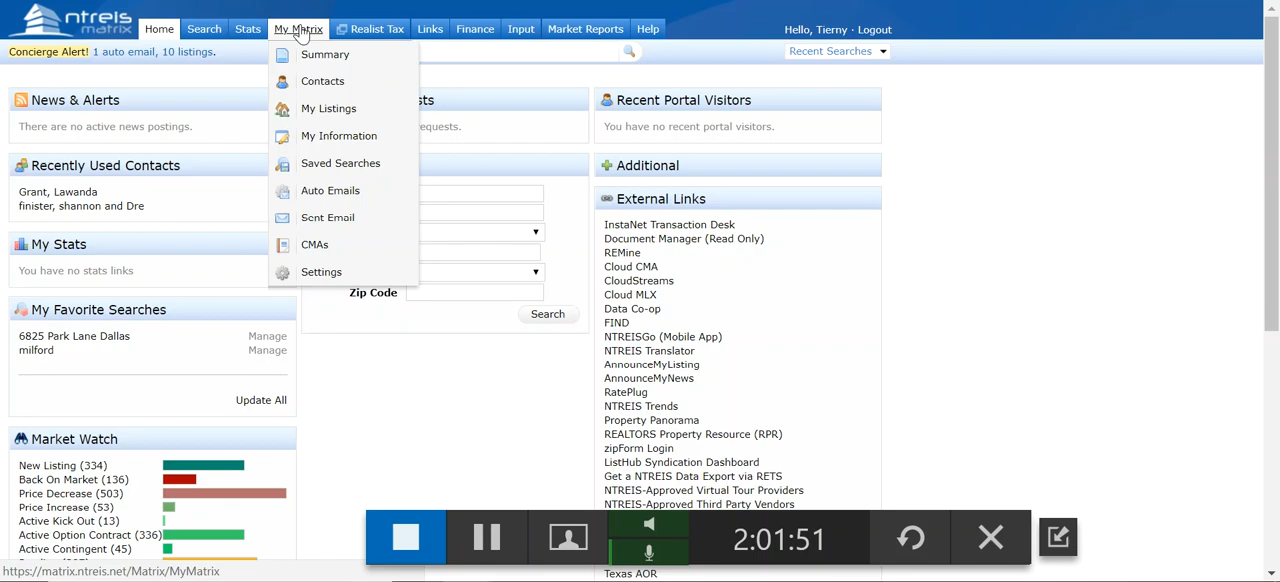 ntreis
matrix
Home Search Stats My Matrix Realist Tax Links Finance Input Market Reports Help
Hello, Tierny · Logout
Concierge Alert! 1 auto email, 10 listings.
Recent Searches
Summary
Contacts
My Listings
My Information
Saved Searches
Auto Emails
Sent Email
CMAs
Settings
News & Alerts
There are no active news postings.
Recently Used Contacts
Grant, Lawanda
finister, shannon and Dre
My Stats
You have no stats links
My Favorite Searches
6825 Park Lane Dallas Manage
milford Manage
Update All
Market Watch
New Listing (334)
Back On Market (136)
Price Decrease (503)
Price Increase (53)
Active Kick Out (13)
Active Option Contract (336)
Active Contingent (45)
sts
requests.
Zip Code
Search
Recent Portal Visitors
You have no recent portal visitors.
Additional
External Links
InstaNet Transaction Desk
Document Manager (Read Only)
REMine
Cloud CMA
CloudStreams
Cloud MLX
Data Co-op
FIND
NTREISGo (Mobile App)
NTREIS Translator
AnnounceMyListing
AnnounceMyNews
RatePlug
NTREIS Trends
Property Panorama
REALTORS Property Resource (RPR)
zipForm Login
ListHub Syndication Dashboard
Get a NTREIS Data Export via RETS
NTREIS-Approved Virtual Tour Providers
NTREIS-Approved Third Party Vendors
Texas AOR
2:01:51
https://matrix.ntreis.net/Matrix/MyMatrix